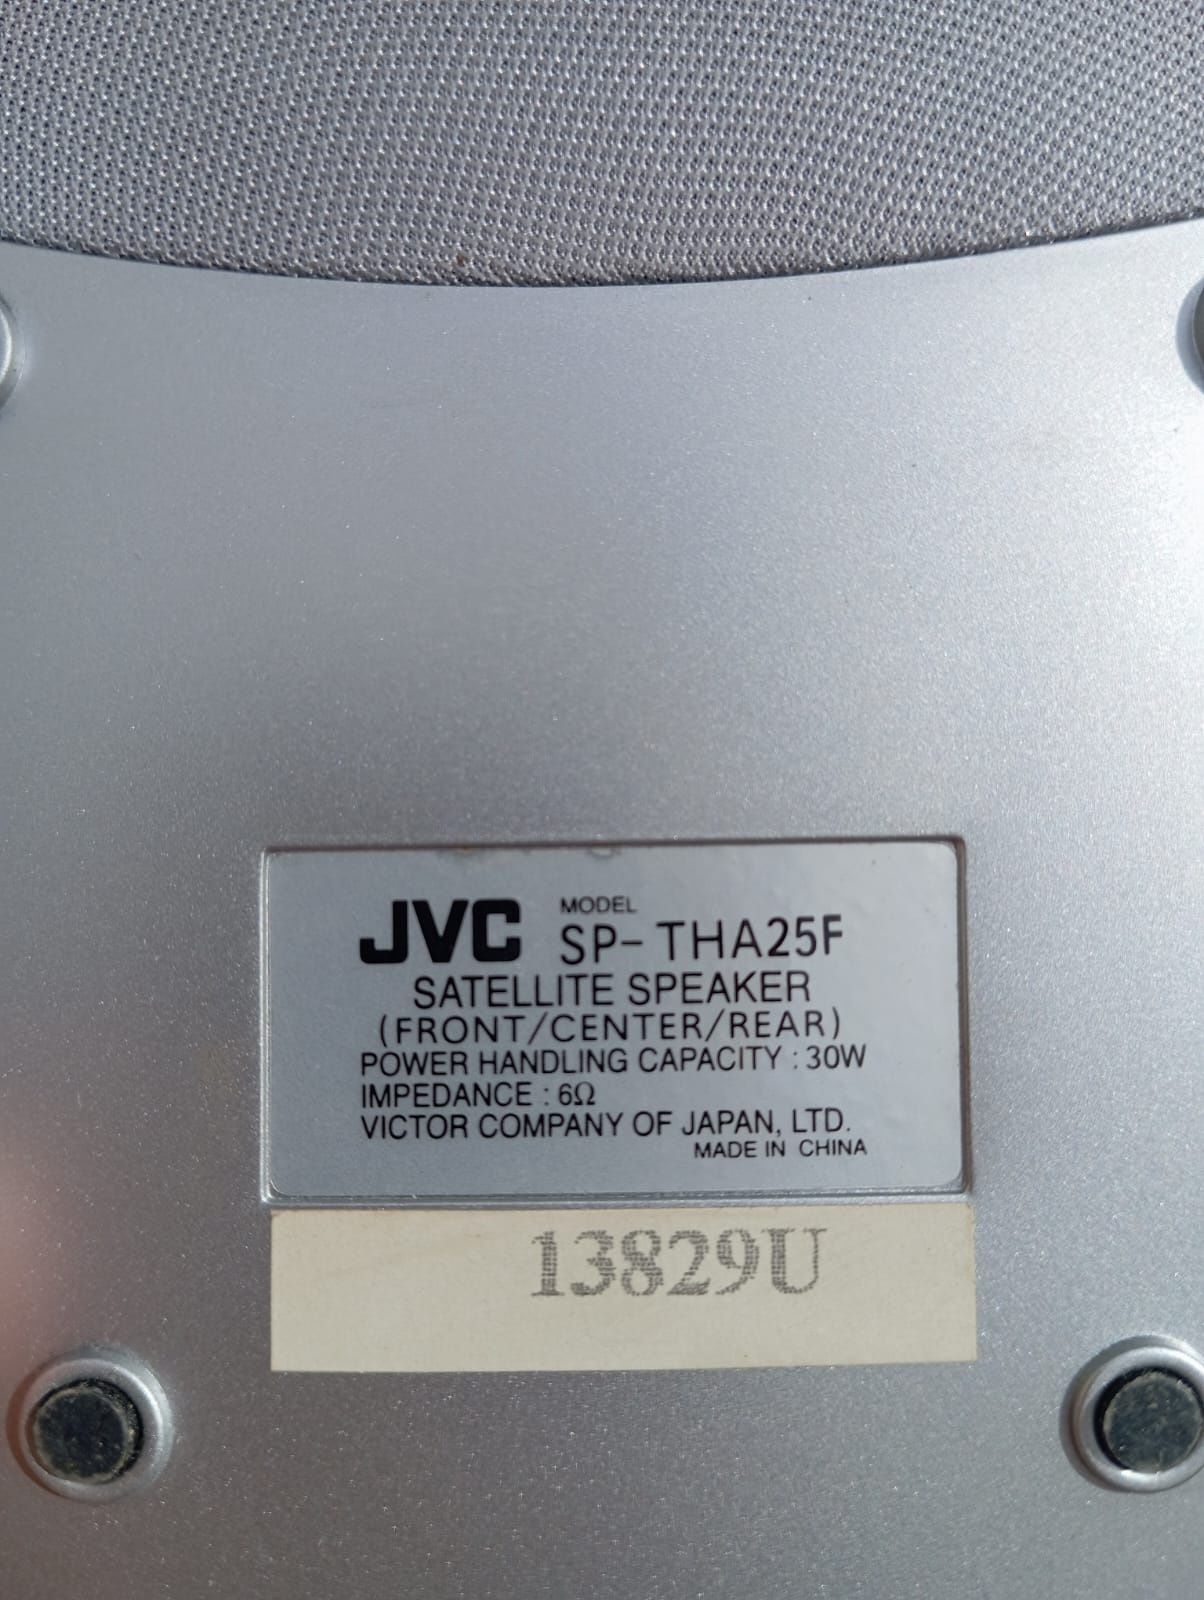 JVC MODEL SP-THA25F
SATELLITE SPEAKER
(FRONT/CENTER/REAR)
POWER HANDLING CAPACITY : 30W
IMPEDANCE : 6Ω
VICTOR COMPANY OF JAPAN, LTD.
MADE IN CHINA
13829U